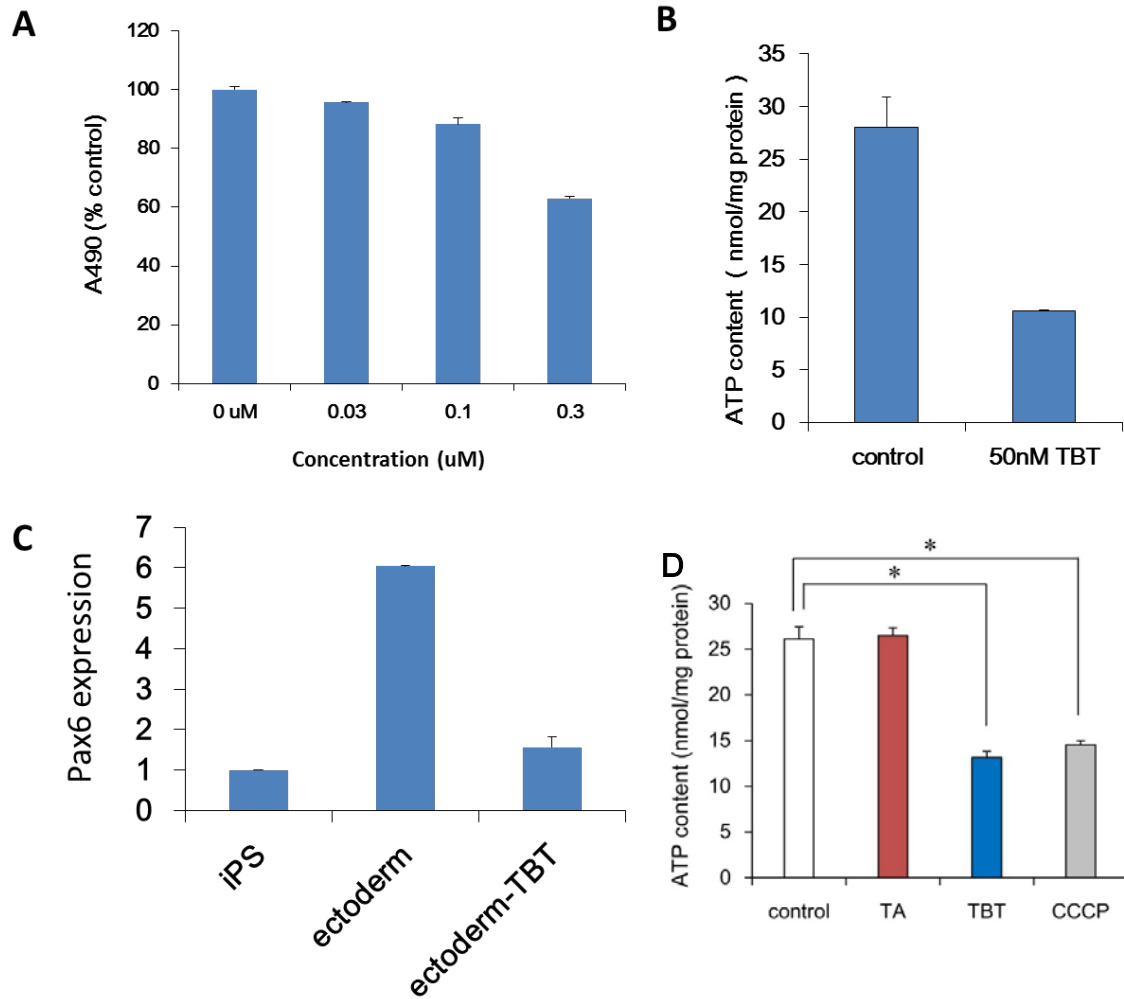 A
120
100
80
60
40
20
0
A490 (% control)
0 uM 0.03 0.1 0.3
Concentration (uM)
B
35
30
25
20
15
10
5
0
ATP content ( nmol/mg protein )
control 50nM TBT
C
7
6
5
4
3
2
1
0
Pax6 expression
iPS
ectoderm
ectoderm-TBT
D
*
*
30
25
20
15
10
5
0
ATP content (nmol/mg protein)
control TA TBT CCCP